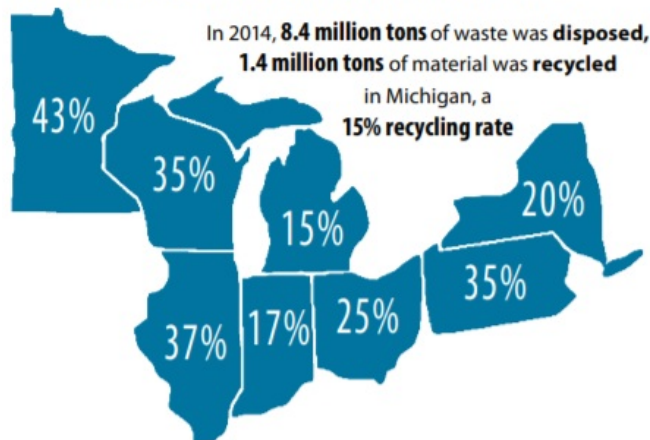 In 2014, 8.4 million tons of waste was disposed,
1.4 million tons of material was recycled
in Michigan, a
15% recycling rate
43%
35%
15%
20%
37%
17%
25%
35%